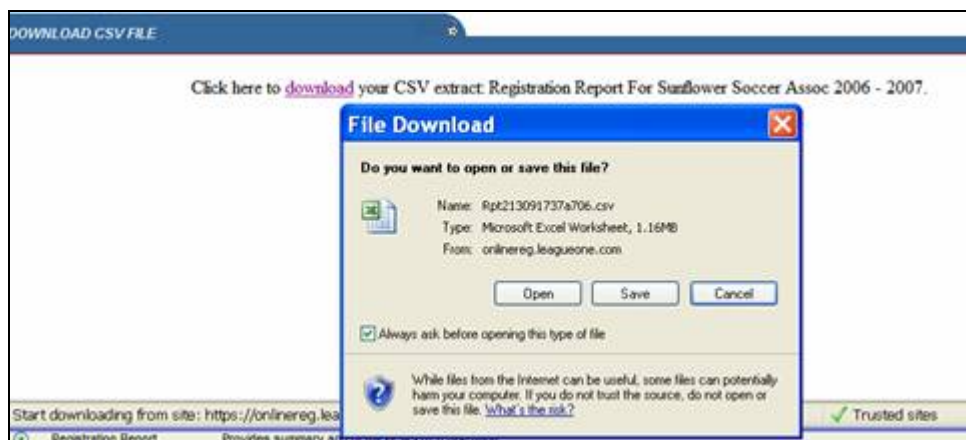 DOWNLOAD CSV FILE
Click here to download your CSV extract: Registration Report For Sunflower Soccer Assoc 2006 - 2007.
File Download
Do you want to open or save this file?
Name: Rpt213091737a706.csv
Type: Microsoft Excel Worksheet, 1.16MB
From: onlinereg.leagueone.com
Open Save Cancel
Always ask before opening this type of file
While files from the Internet can be useful, some files can potentially
harm your computer. If you do not trust the source, do not open or
save this file. What's the risk?
Start downloading from site: https://onlinereg.lea
Trusted sites
Registration Report Provides summary